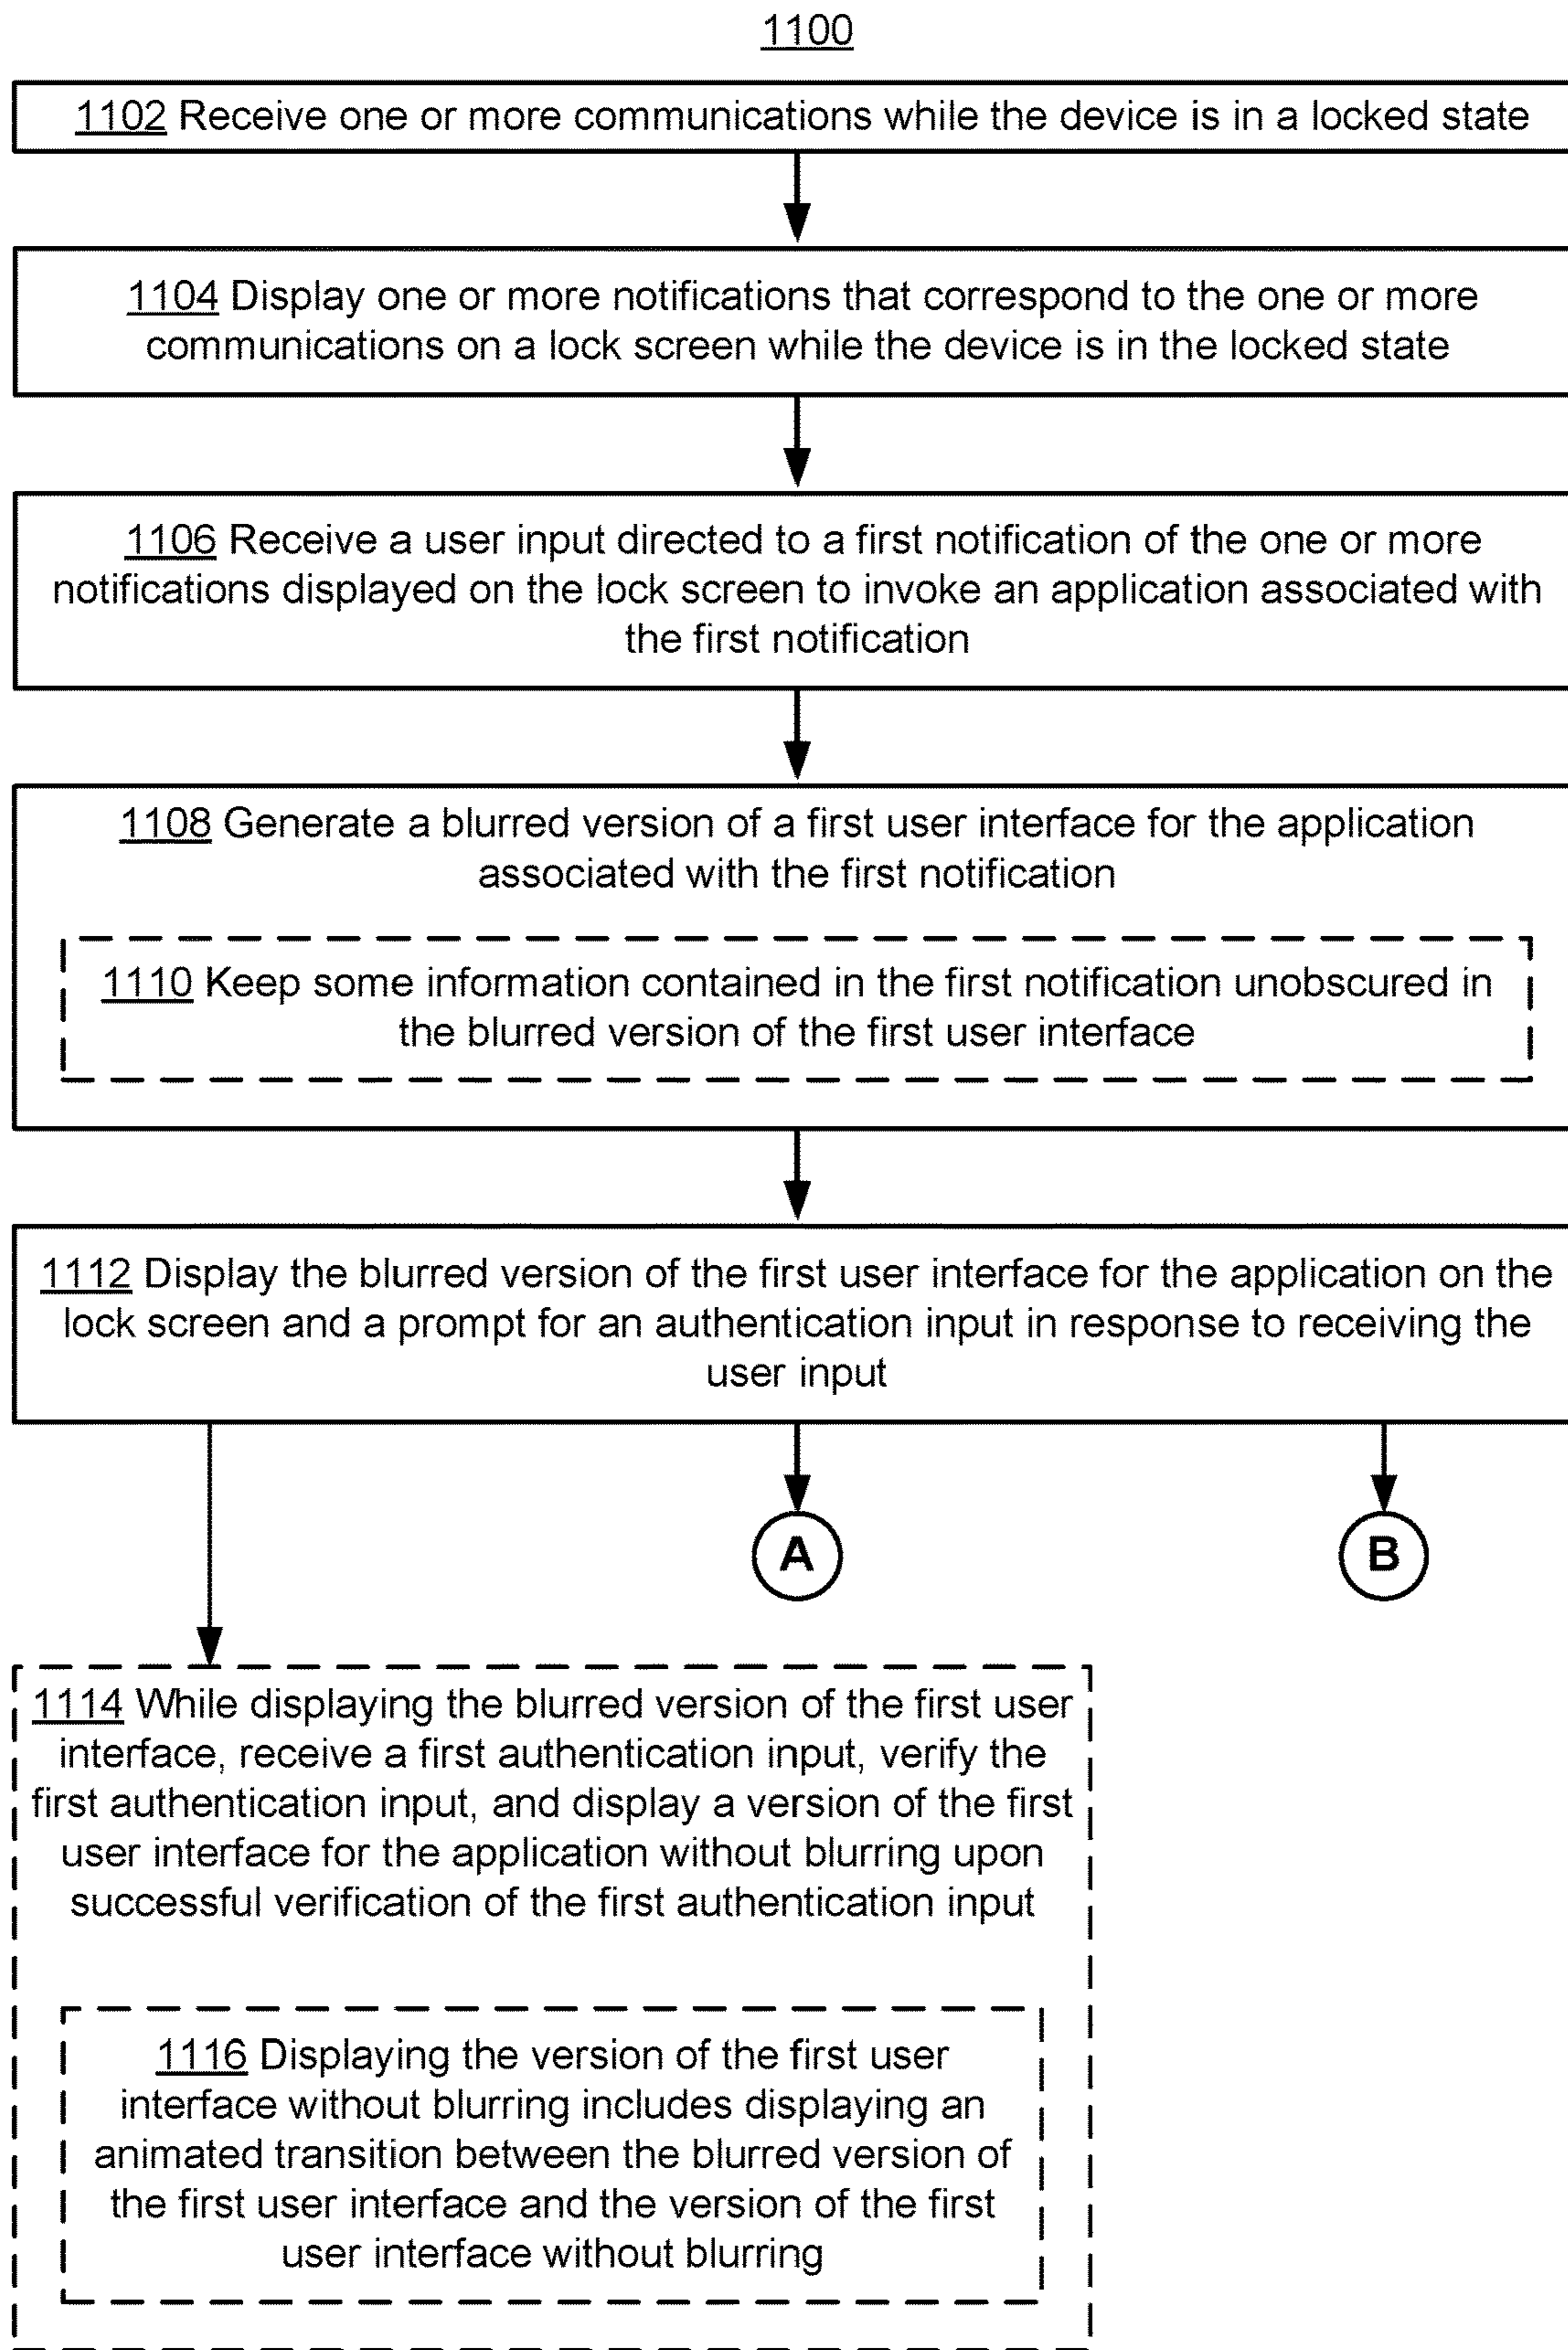 1100
1102 Receive one or more communications while the device is in a locked state
1104 Display one or more notifications that correspond to the one or more
communications on a lock screen while the device is in the locked state
1106 Receive a user input directed to a first notification of the one or more
notifications displayed on the lock screen to invoke an application associated with
the first notification
1108 Generate a blurred version of a first user interface for the application
associated with the first notification
1110 Keep some information contained in the first notification unobscured in
the blurred version of the first user interface
1112 Display the blurred version of the first user interface for the application on the
lock screen and a prompt for an authentication input in response to receiving the
user input
A
B
1114 While displaying the blurred version of the first user
interface, receive a first authentication input, verify the
first authentication input, and display a version of the first
user interface for the application without blurring upon
successful verification of the first authentication input
1116 Displaying the version of the first user
interface without blurring includes displaying an
animated transition between the blurred version of
the first user interface and the version of the first
user interface without blurring